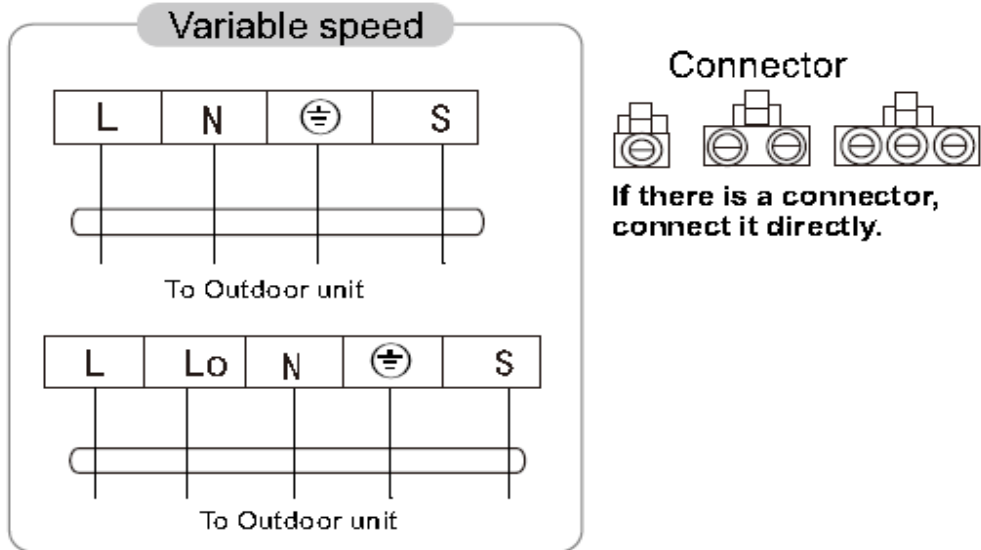 Variable speed
L N S
To Outdoor unit
L Lo N S
To Outdoor unit
Connector
If there is a connector,
connect it directly.